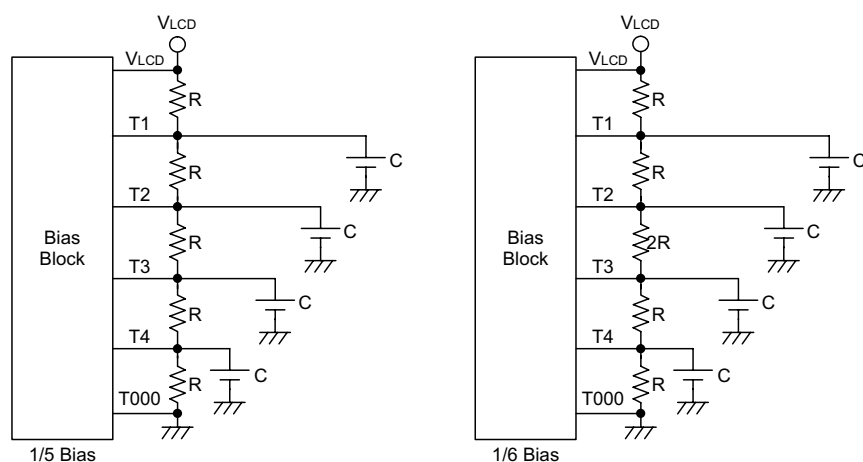 VLCD
VLCD
R
T1
C
R
T2
C
Bias
Block
R
T3
C
R
T4
C
R
T000
1/5 Bias
VLCD
VLCD
R
T1
C
R
T2
C
Bias
Block
2R
T3
C
R
T4
C
R
T000
1/6 Bias